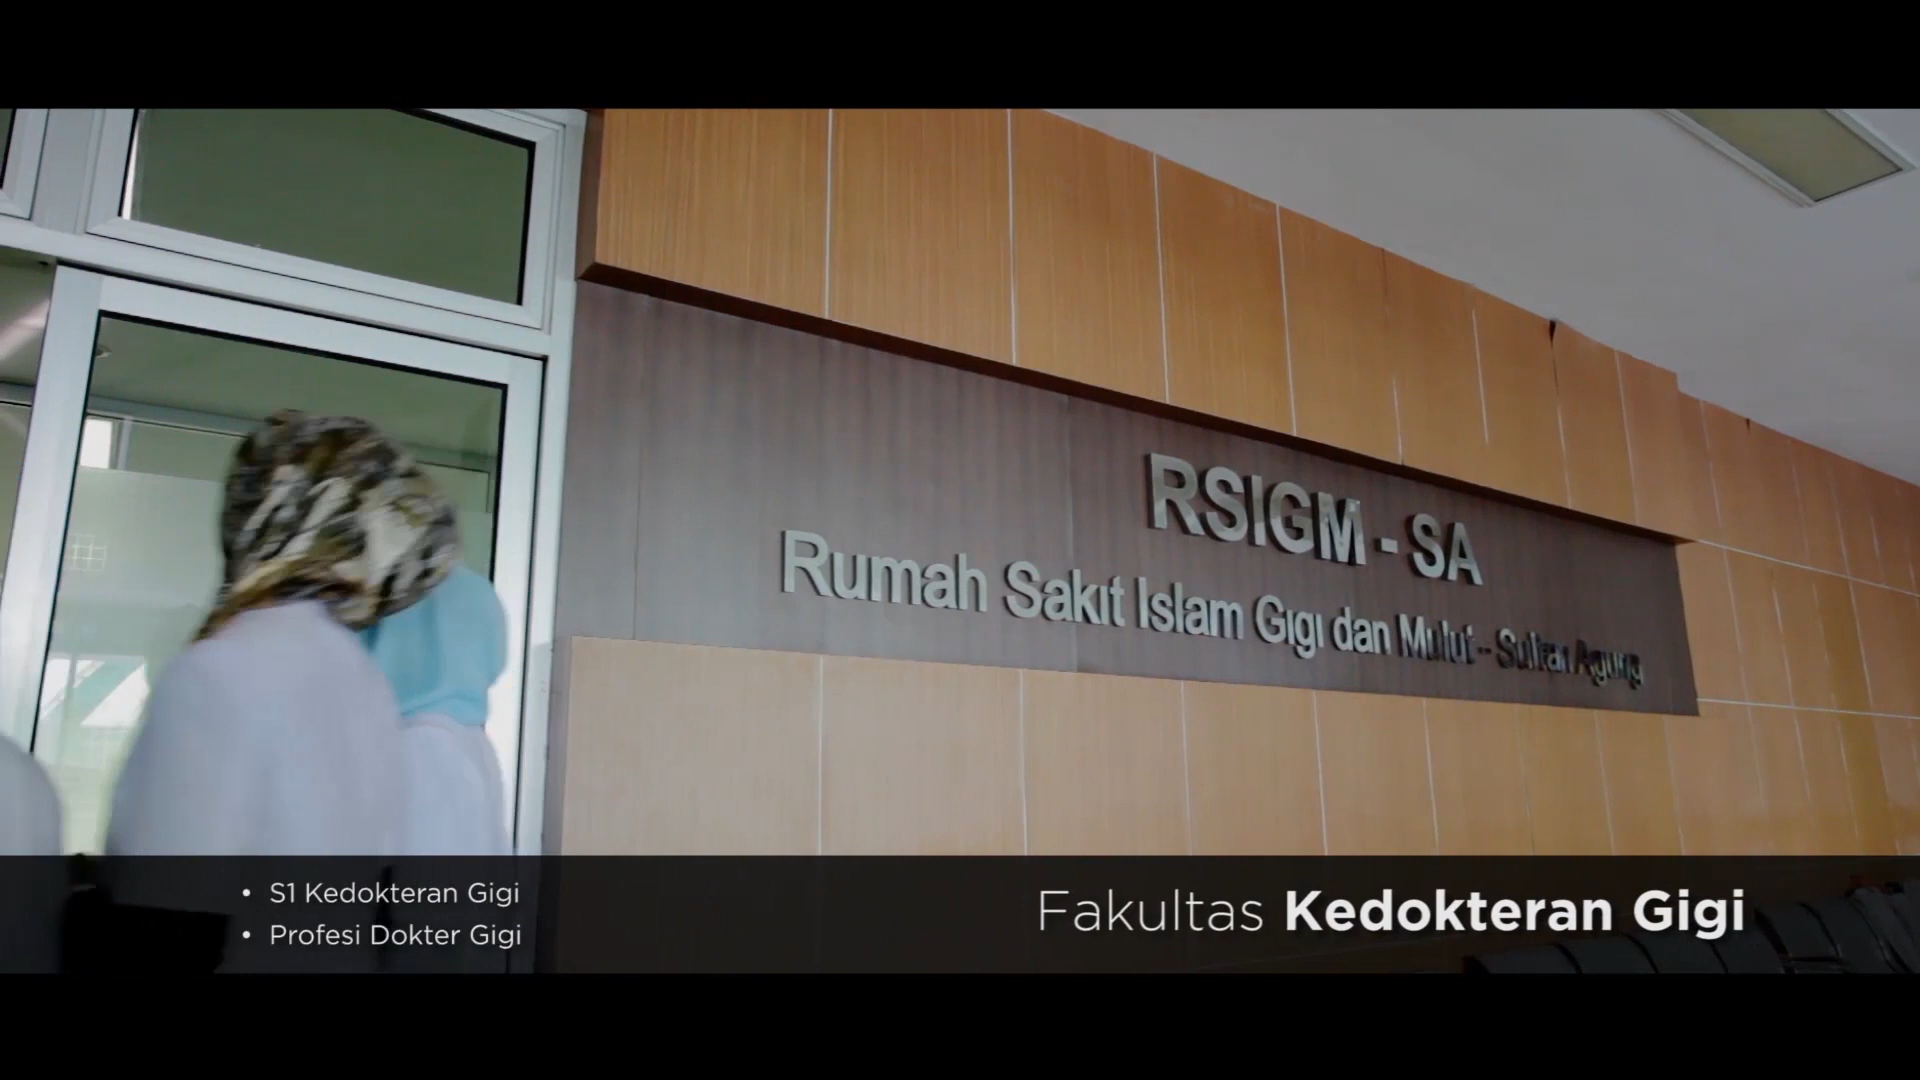 RSIGM - SA
Rumah Sakit Islam Gigi dan Mulut - Sultan Agung
• S1 Kedokteran Gigi
• Profesi Dokter Gigi
Fakultas Kedokteran Gigi